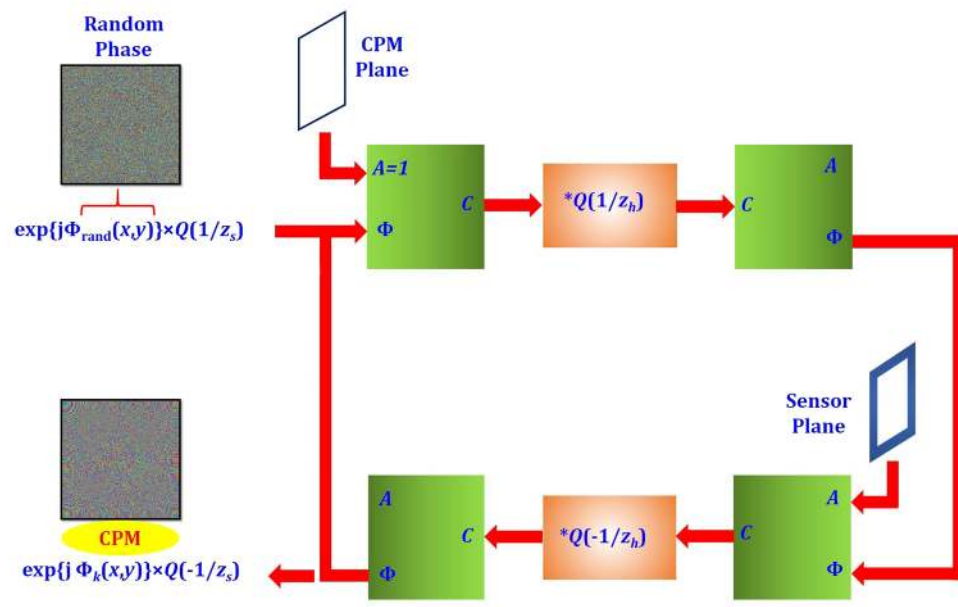 Random
Phase
exp{jΦrand(x,y)}×Q(1/zs)
CPM
Plane
A=1
Φ
C
*Q(1/zh)
C
A
Φ
Sensor
Plane
A
C
Φ
*Q(-1/zh)
A
C
Φ
CPM
exp{j Φk(x,y)}×Q(-1/zs)